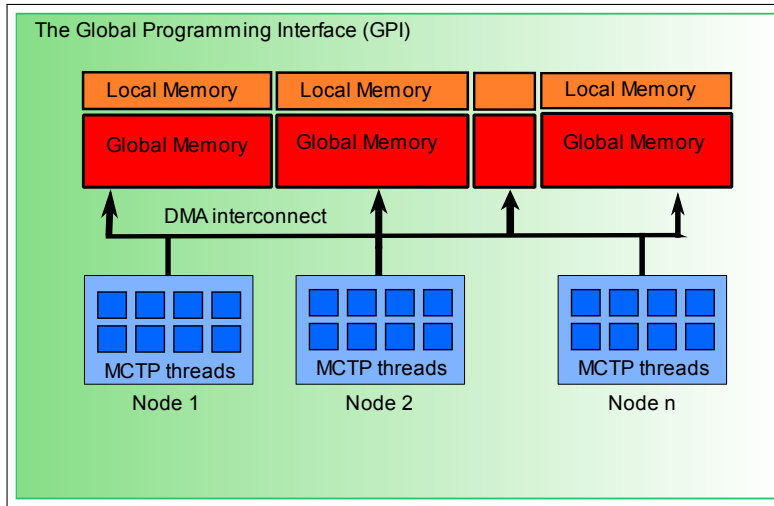 The Global Programming Interface (GPI)
Local Memory
Local Memory
Local Memory
Global Memory
Global Memory
Global Memory
DMA interconnect
MCTP threads
MCTP threads
MCTP threads
Node 1
Node 2
Node n